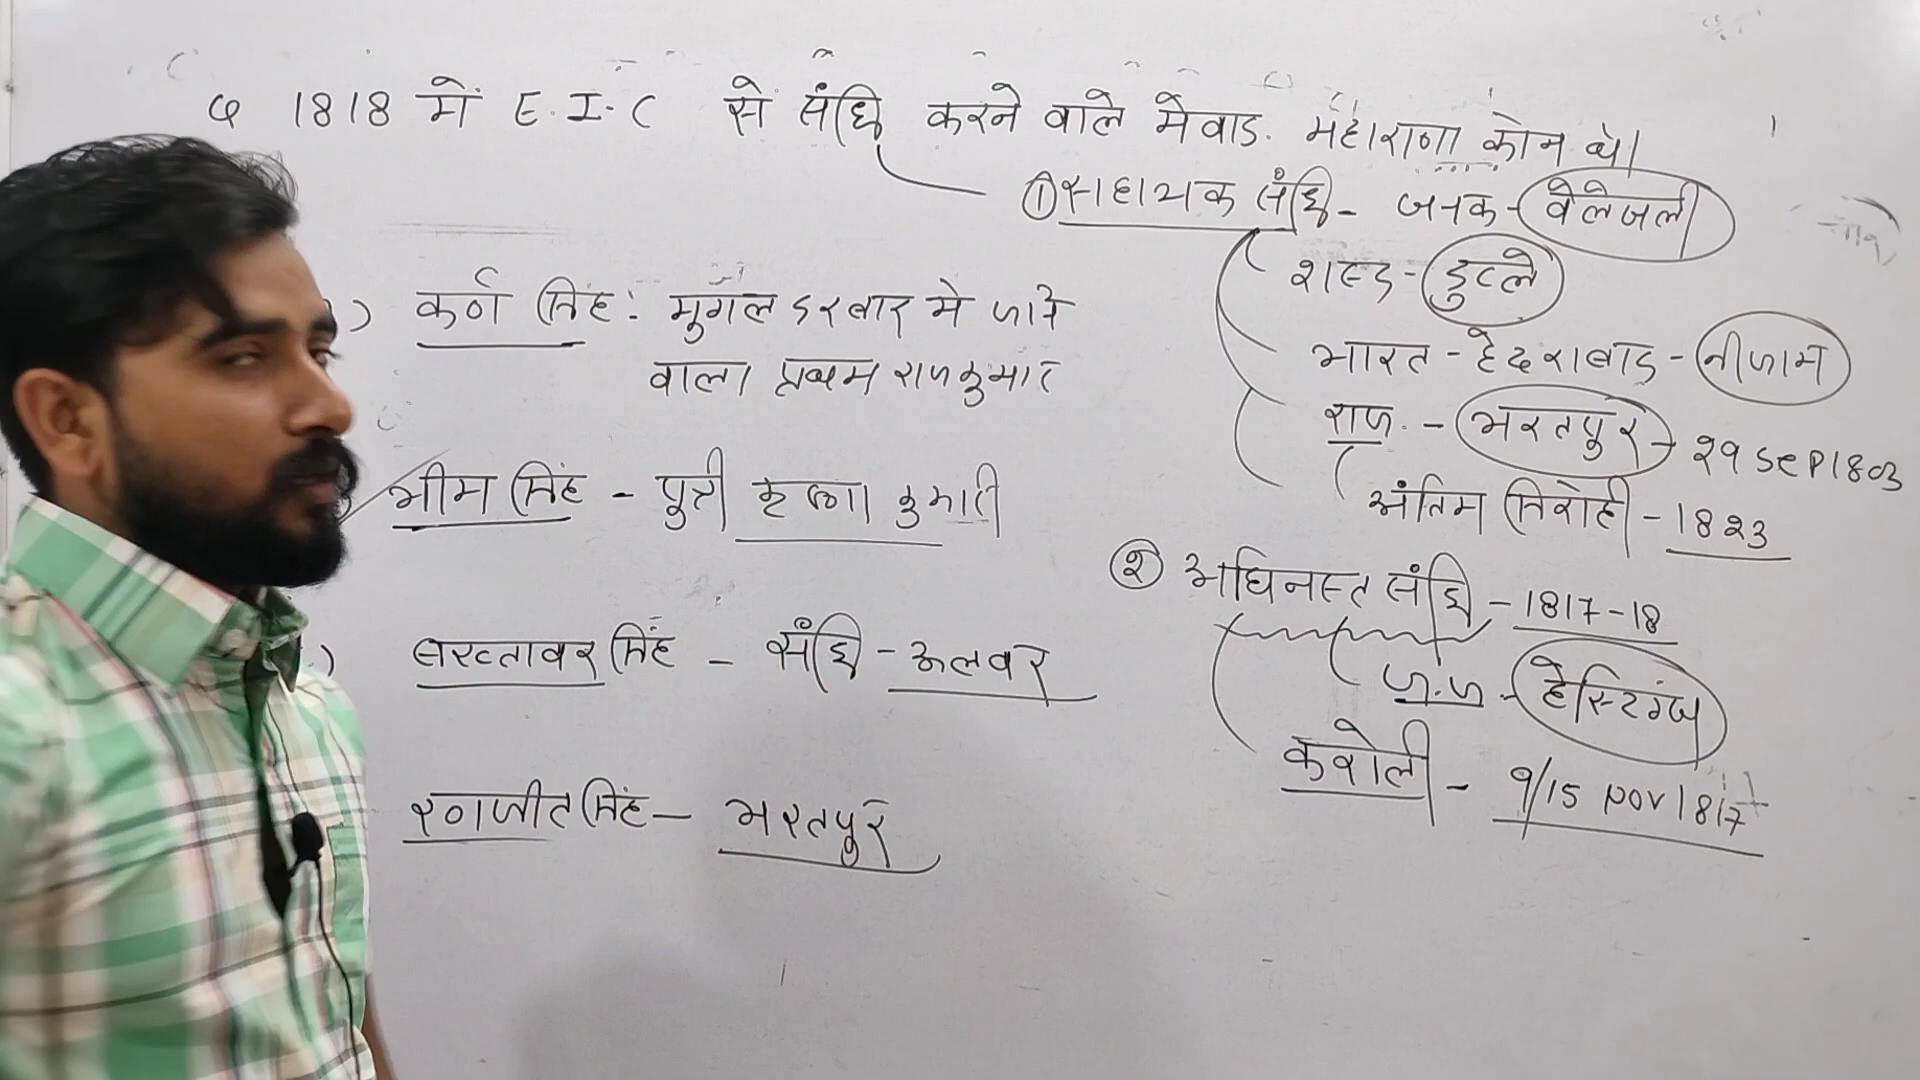 Q 1818 में E.I.C से संधि करने वाले मेवाड. महाराणा कोन थे।
① सहायक संधि - जनक - वेलेजली
शब्द - डुप्ले
भारत - हैदराबाद - नीजाम
राज. - भरतपुर - 29 sep 1803
अंतिम सिरोही - 1823
② अधिनस्त संधि - 1817-18
ज.ज - हेस्टिंग्ज
करोली - 9/15 Nov 1817
) कर्ण सिंह : मुगल दरबार मे जाने
वाला प्रथम राजकुमार
भीम सिंह - पुत्री कृष्णा कुमारी
) बख्तावर सिंह - संधि - अलवर
रणजीत सिंह - भरतपुर